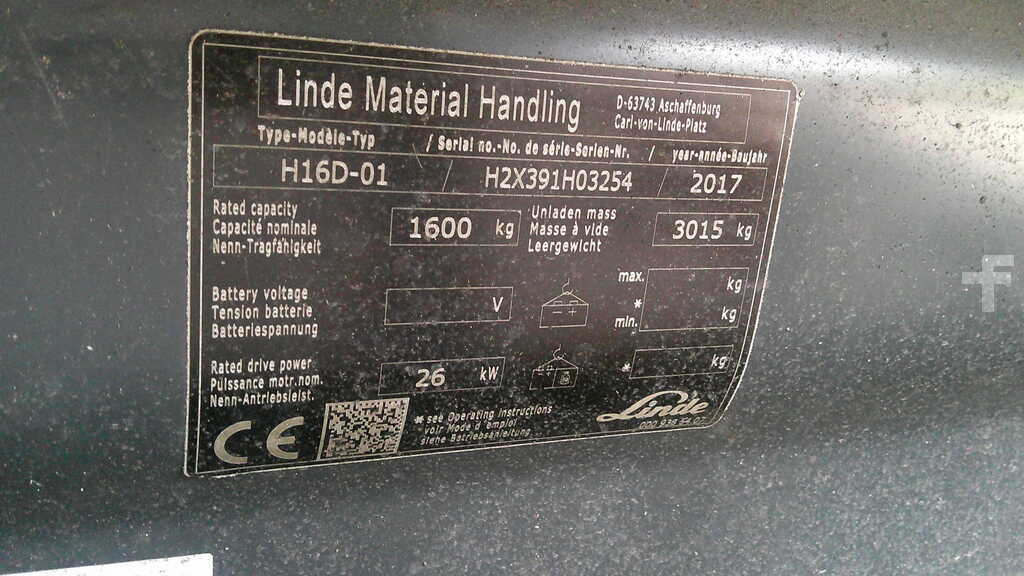 Linde Material Handling
D-63743 Aschaffenburg
Carl-von-Linde-Platz
Type-Modèle-Typ / Serial no.-No. de série-Serien-Nr. / year-année-Baujahr
H16D-01 / H2X391H03254 / 2017
Rated capacity
Capacité nominale
Nenn-Tragfähigkeit
1600 kg
Unladen mass
Masse à vide
Leergewicht
3015 kg
Battery voltage
Tension batterie
Batteriespannung
V
- +
max. kg
*
min. kg
Rated drive power
Puissance motr.nom.
Nenn-Antriebsleist.
26 kW
* kg
CE
* see Operating Instructions
voir Mode d'emploi
siehe Betriebsanleitung
Linde
f